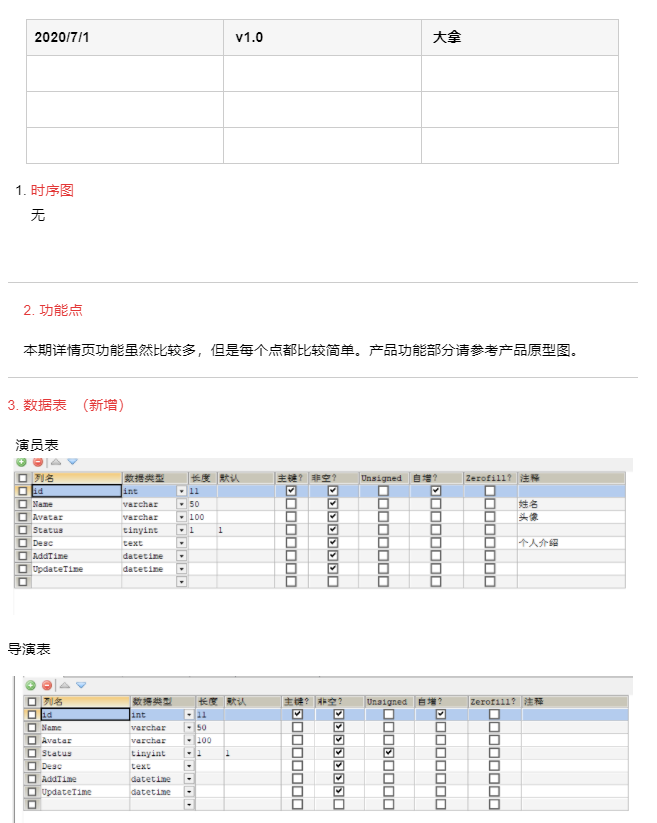 2020/7/1 v1.0 大拿
1. 时序图
无
2. 功能点
本期详情页功能虽然比较多，但是每个点都比较简单。产品功能部分请参考产品原型图。
3. 数据表 （新增）
演员表
列名 数据类型 长度 默认 主键? 非空? Unsigned 自增? Zerofill? 注释
id int 11
Name varchar 50 姓名
Avatar varchar 100 头像
Status tinyint 1 1
Desc text 个人介绍
AddTime datetime
UpdateTime datetime
导演表
列名 数据类型 长度 默认 主键? 非空? Unsigned 自增? Zerofill? 注释
id int 11
Name varchar 50
Avatar varchar 100
Status tinyint 1 1
Desc text
AddTime datetime
UpdateTime datetime